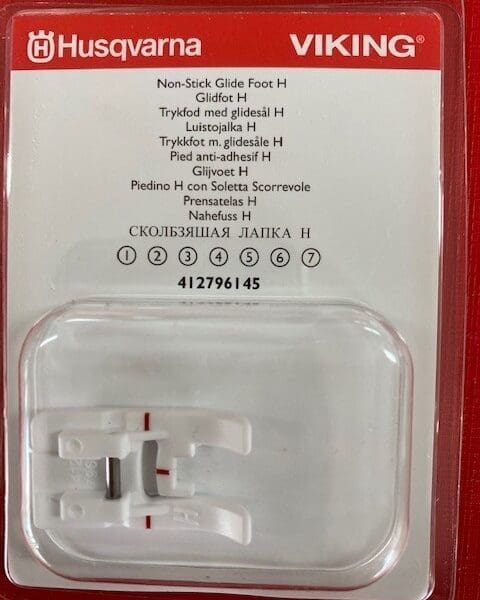 Husqvarna VIKING®
Non-Stick Glide Foot H
Glidfot H
Trykfod med glidesål H
Luistojalka H
Trykkfot m. glidesåle H
Pied anti-adhesif H
Glijvoet H
Piedino H con Soletta Scorrevole
Prensatelas H
Nahefuss H
СКОЛБЗЯШАЯ ЛАПКА Н
① ② ③ ④ ⑤ ⑥ ⑦
412796145
H